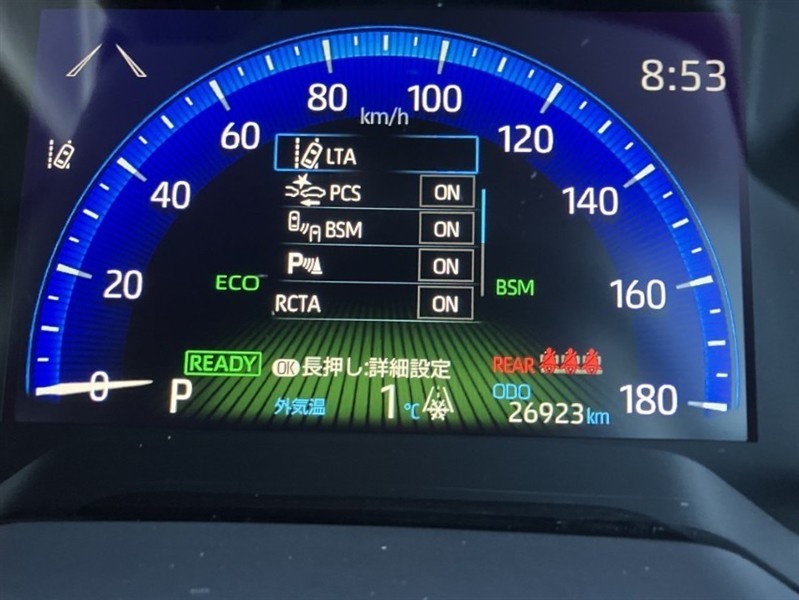 8:53
80 100
km/h
60 120
LTA
40 PCS ON 140
BSM ON
20 ECO P ON BSM 160
RCTA ON
READY OK 長押し:詳細設定 REAR
0 P 外気温 1℃ ODO 180
26923km